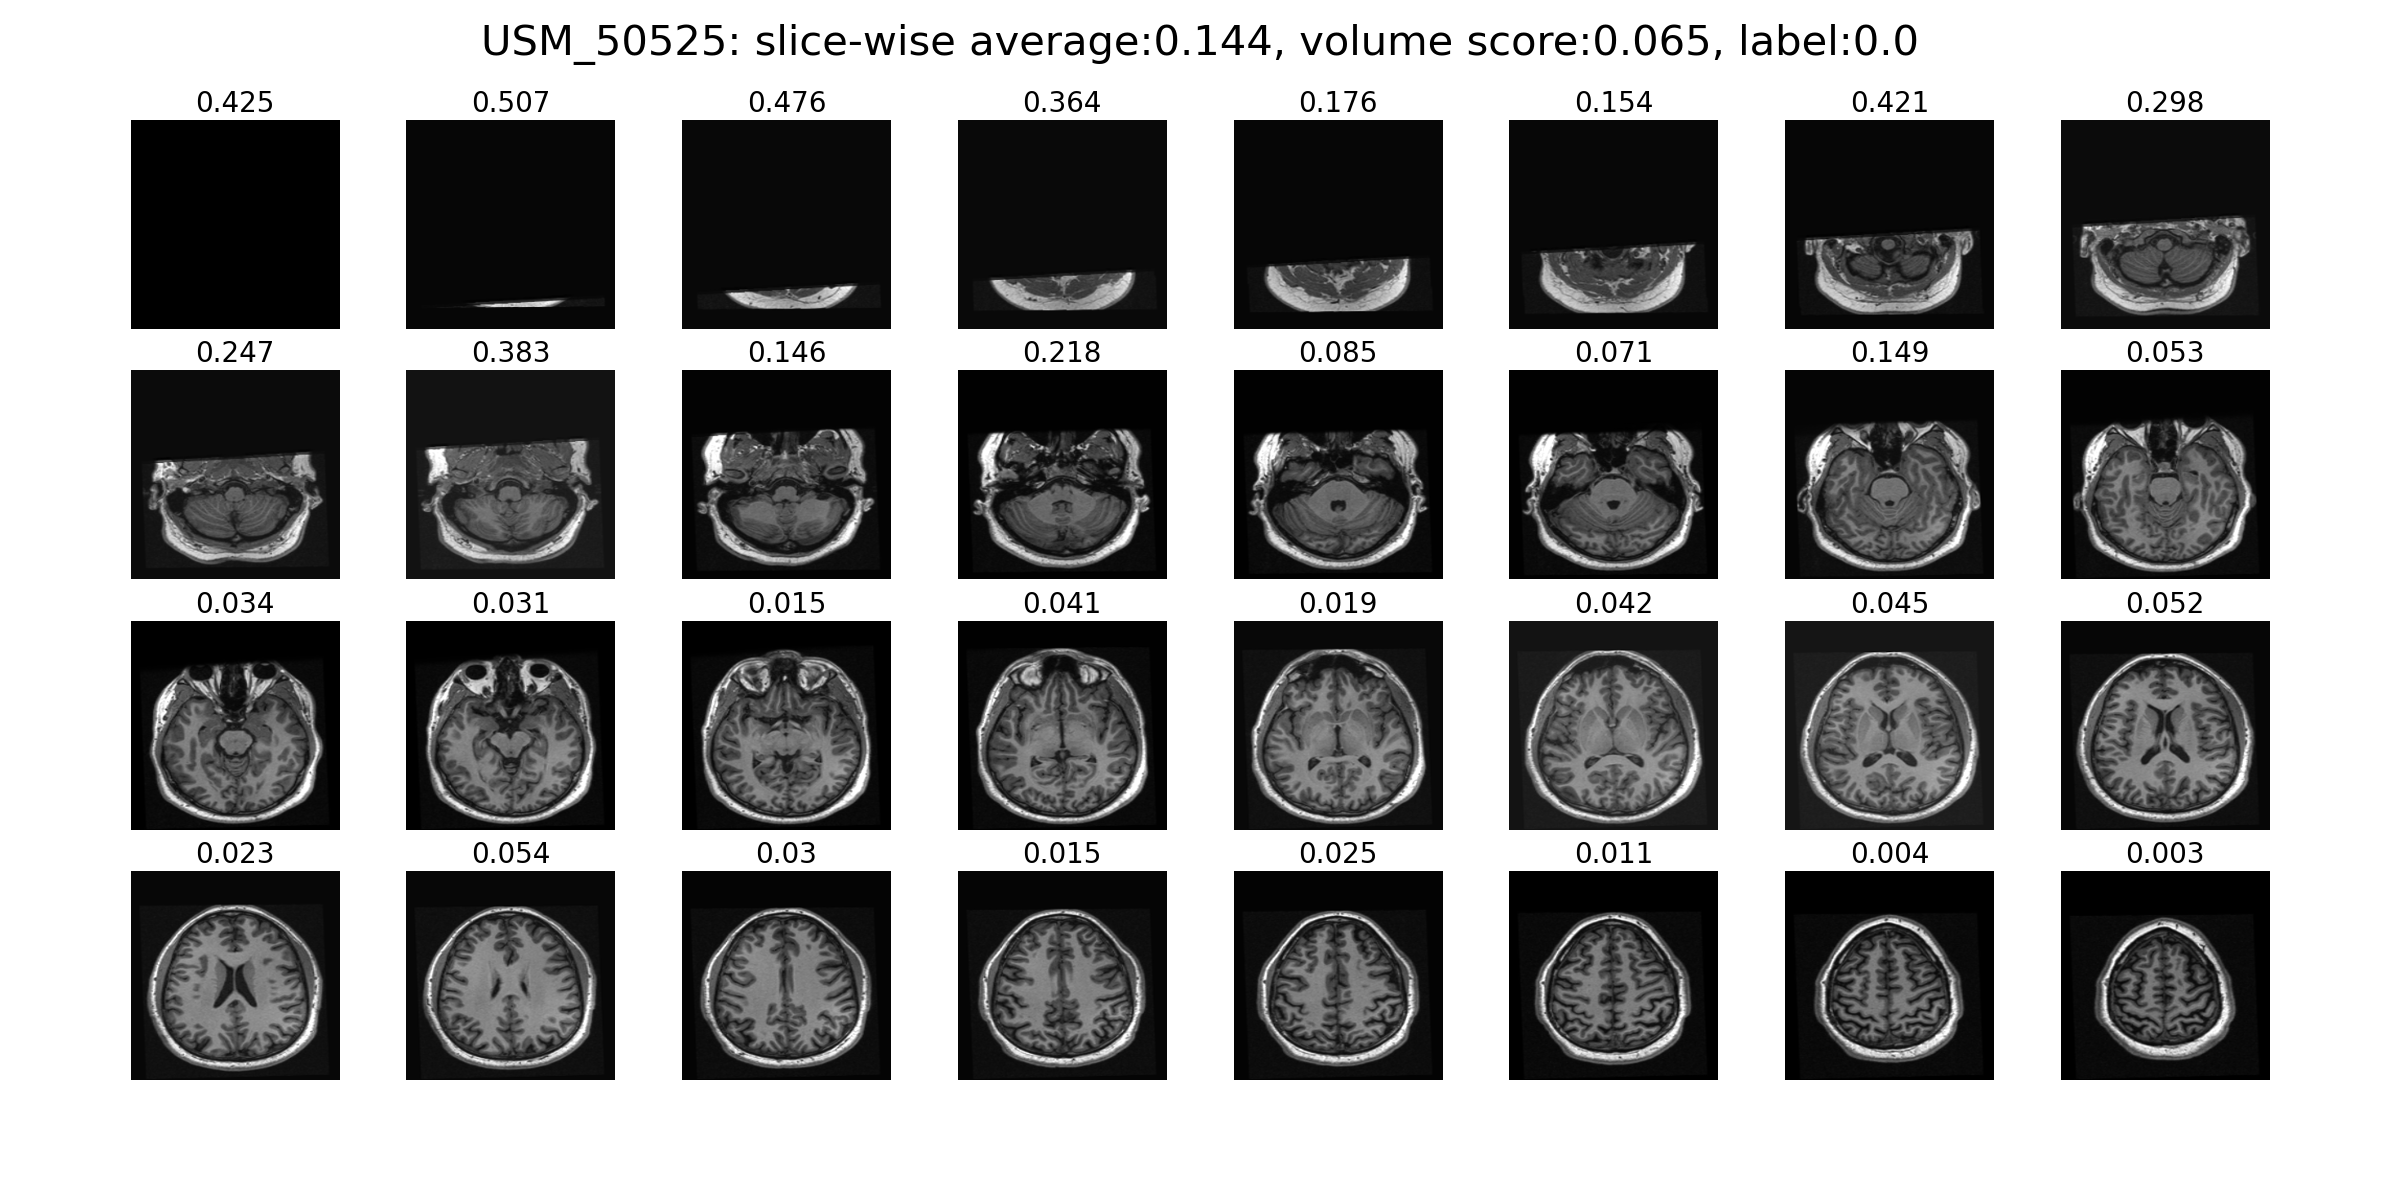 USM_50525: slice-wise average:0.144, volume score:0.065, label:0.0
0.425 0.507 0.476 0.364 0.176 0.154 0.421 0.298
0.247 0.383 0.146 0.218 0.085 0.071 0.149 0.053
0.034 0.031 0.015 0.041 0.019 0.042 0.045 0.052
0.023 0.054 0.03 0.015 0.025 0.011 0.004 0.003